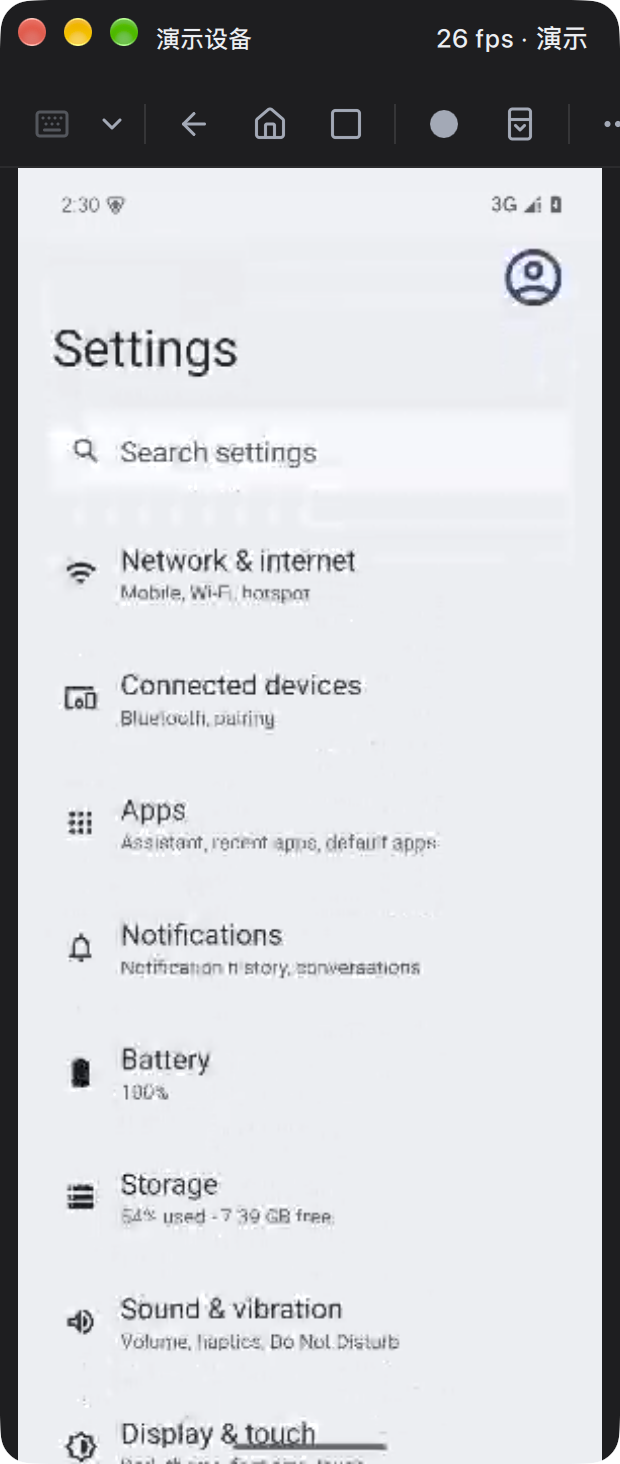 演示设备
26 fps · 演示
2:30
3G
Settings
Search settings
Network & internet
Mobile, Wi-Fi, hotspot
Connected devices
Bluetooth, pairing
Apps
Assistant, recent apps, default apps
Notifications
Notification history, conversations
Battery
100%
Storage
54% used - 7.39 GB free
Sound & vibration
Volume, haptics, Do Not Disturb
Display & touch